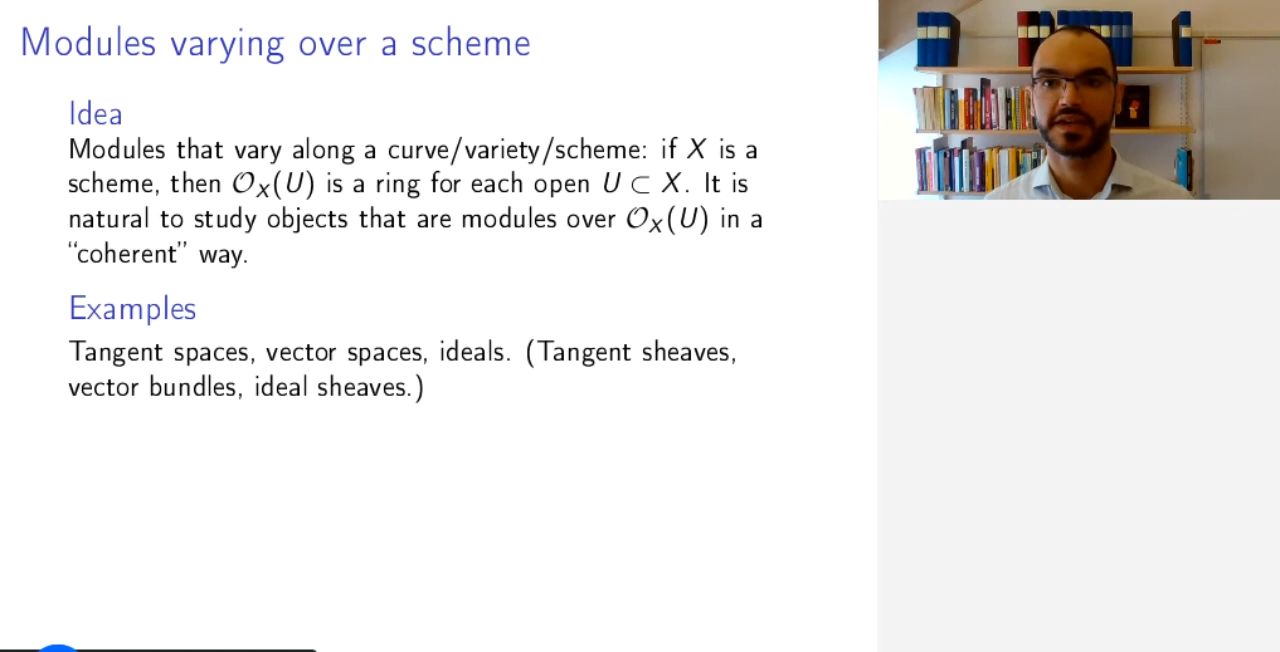 Modules varying over a scheme
Idea
Modules that vary along a curve/variety/scheme: if X is a
scheme, then 𝒪_X(U) is a ring for each open U ⊂ X. It is
natural to study objects that are modules over 𝒪_X(U) in a
“coherent” way.
Examples
Tangent spaces, vector spaces, ideals. (Tangent sheaves,
vector bundles, ideal sheaves.)